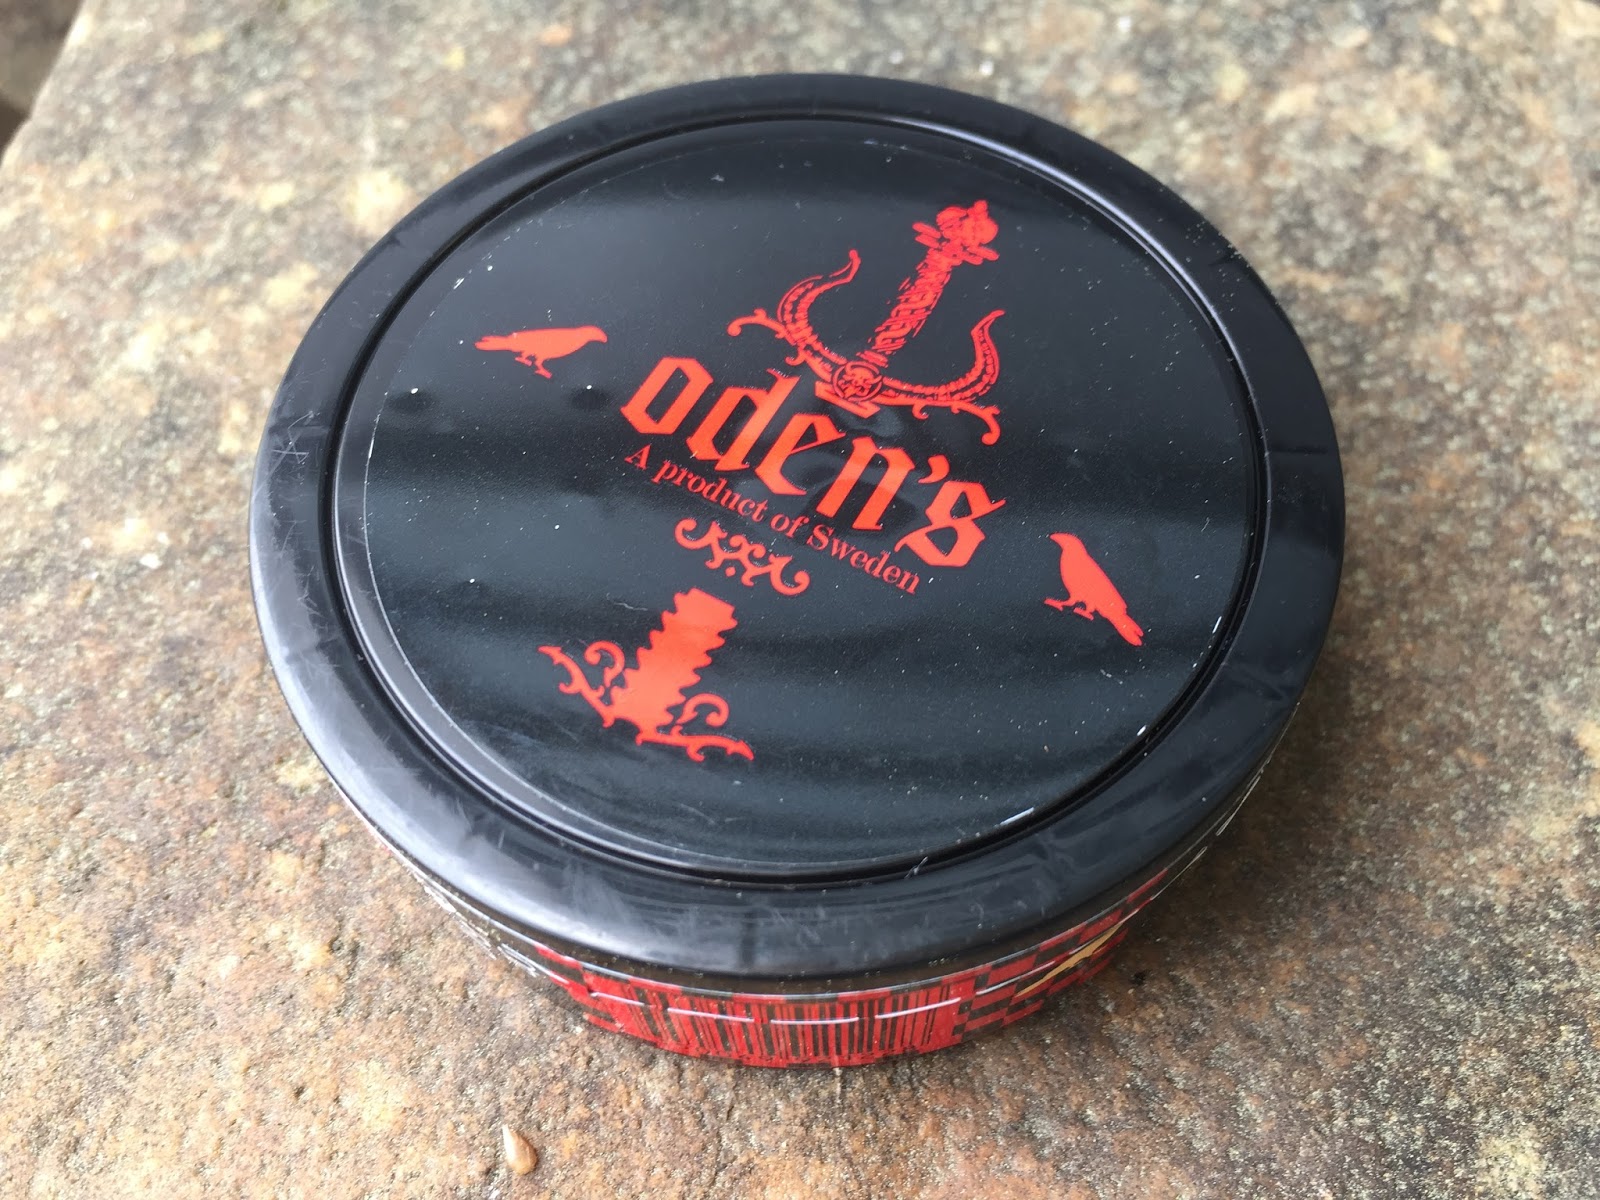 oden's
A product of Sweden